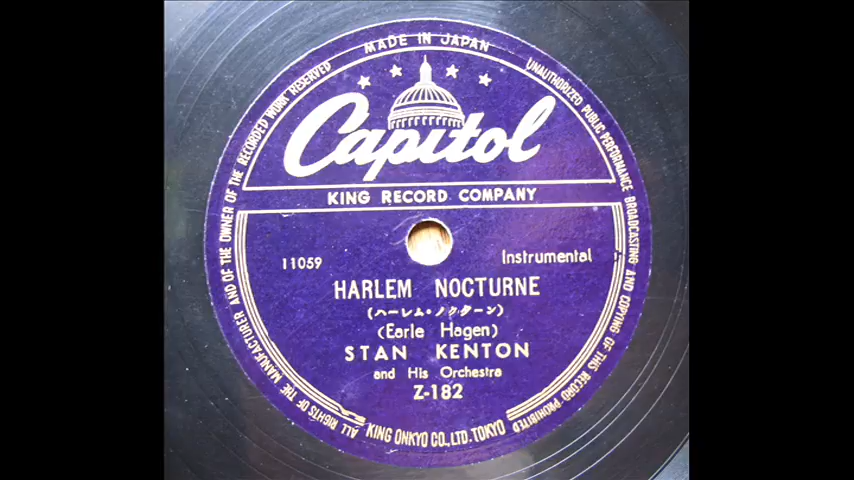 MADE IN JAPAN
ALL RIGHTS OF THE MANUFACTURER AND OF THE OWNER OF THE RECORDED WORK RESERVED
UNAUTHORIZED PUBLIC PERFORMANCE BROADCASTING AND COPYING OF THIS RECORD PROHIBITED
Capitol
KING RECORD COMPANY
11059
Instrumental
HARLEM NOCTURNE
(ハーレム・ノクターン)
(Earle Hagen)
STAN KENTON
and His Orchestra
Z-182
KING ONKYO CO., LTD. TOKYO